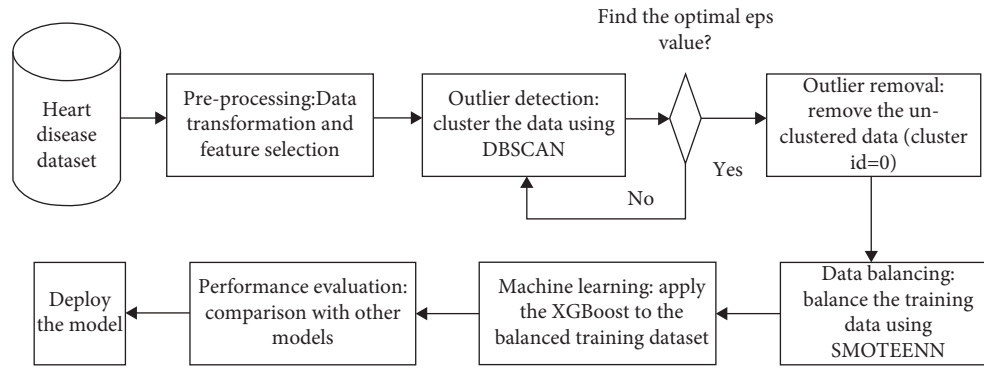 Heart
disease
dataset
Pre-processing:Data
transformation and
feature selection
Outlier detection:
cluster the data using
DBSCAN
Find the optimal eps
value?
No
Yes
Outlier removal:
remove the un-
clustered data (cluster
id=0)
Data balancing:
balance the training
data using
SMOTEENN
Machine learning: apply
the XGBoost to the
balanced training dataset
Performance evaluation:
comparison with other
models
Deploy
the model